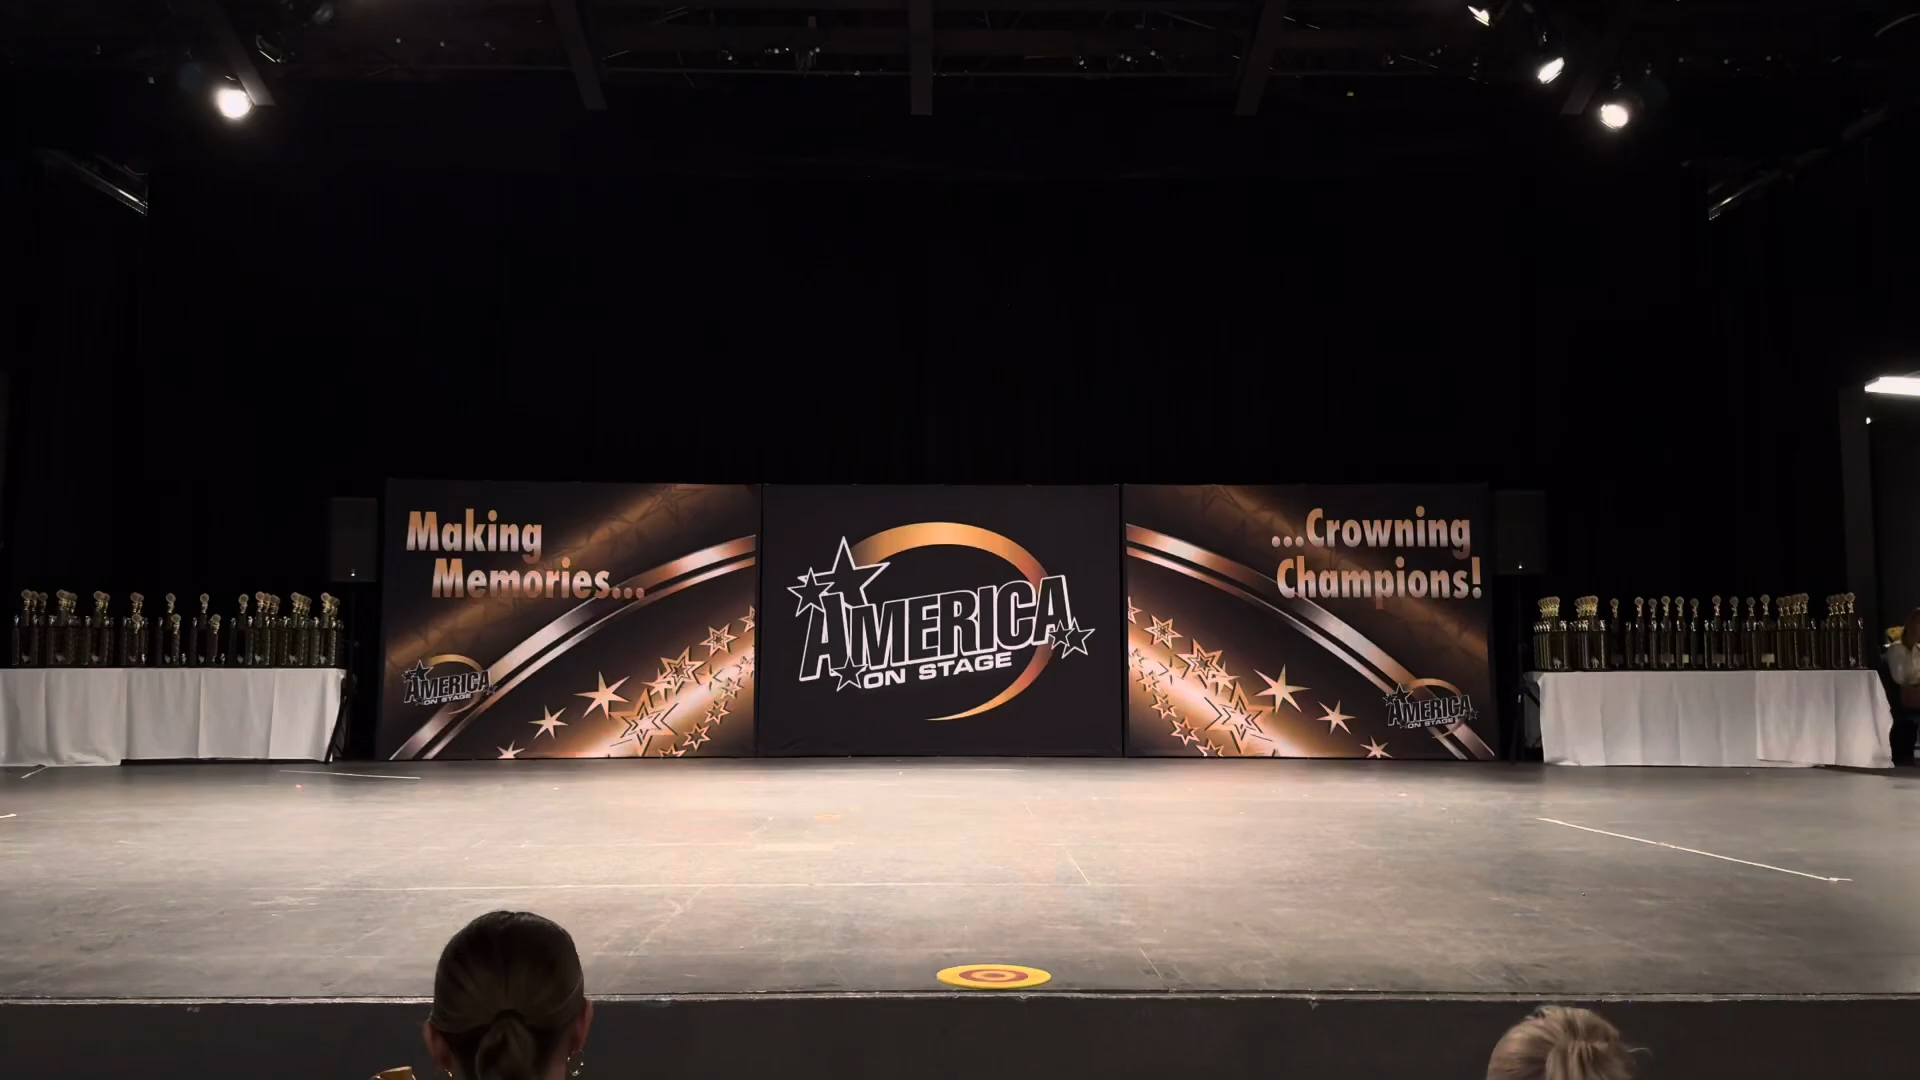 Making
Memories...
AMERICA
ON STAGE
AMERICA
ON STAGE
...Crowning
Champions!
AMERICA
ON STAGE